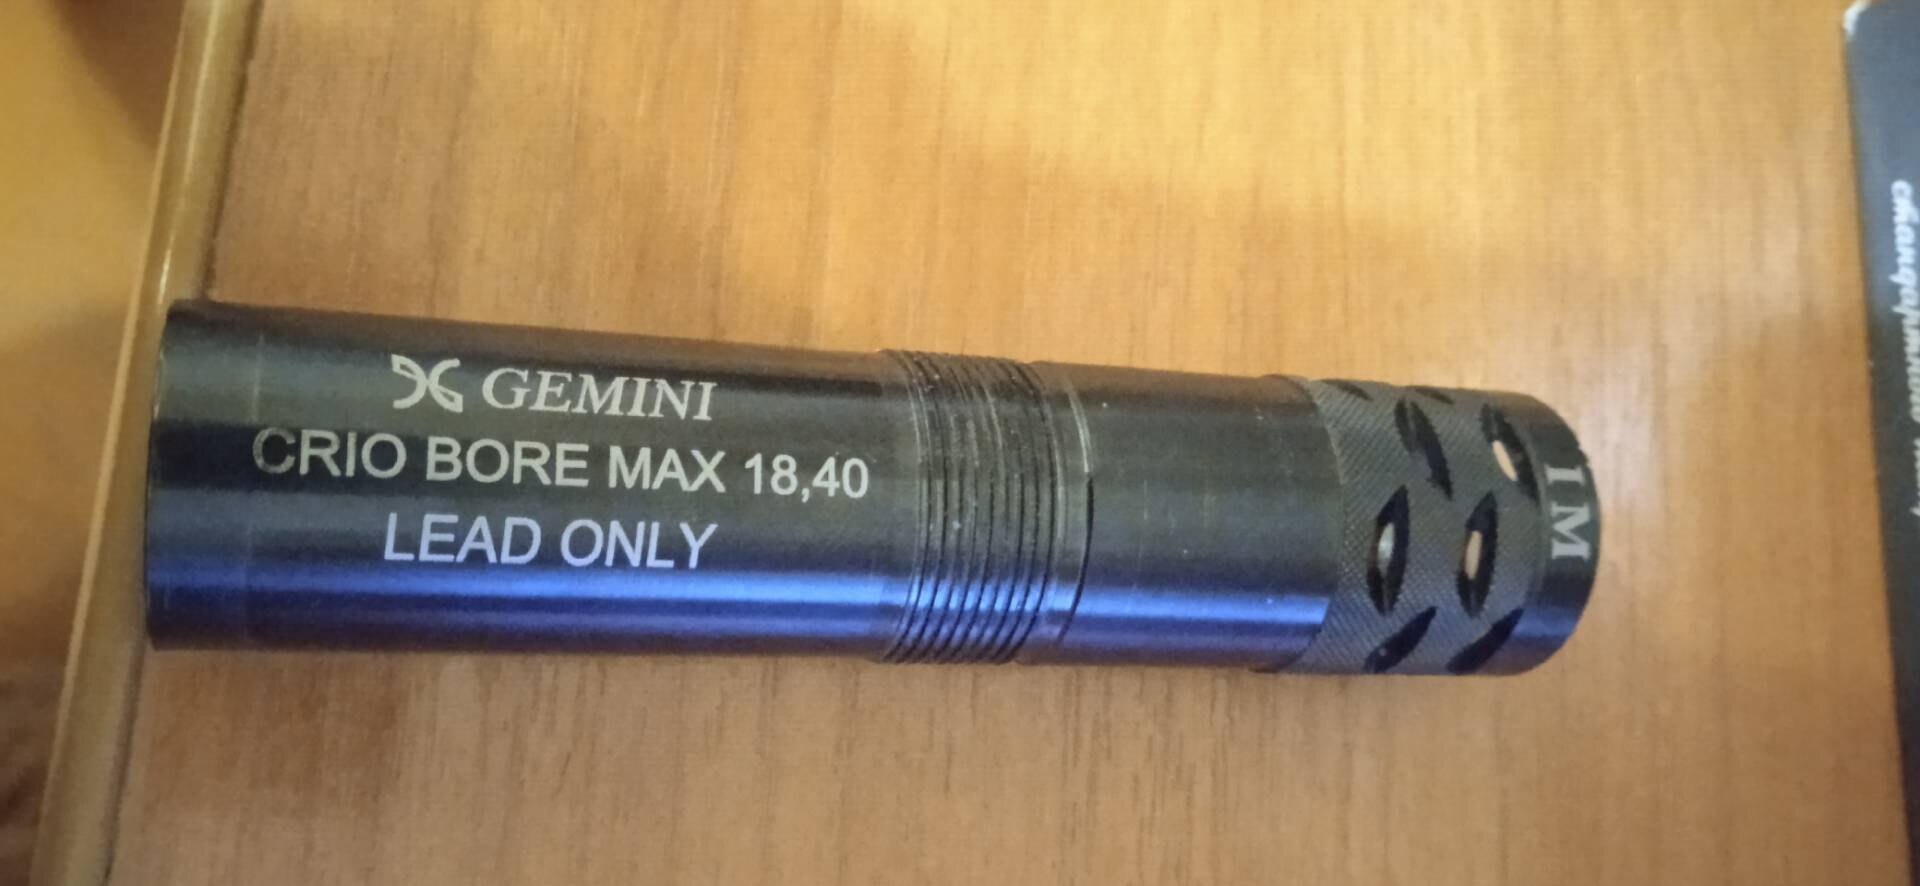 GEMINI
CRIO BORE MAX 18,40
LEAD ONLY
IM